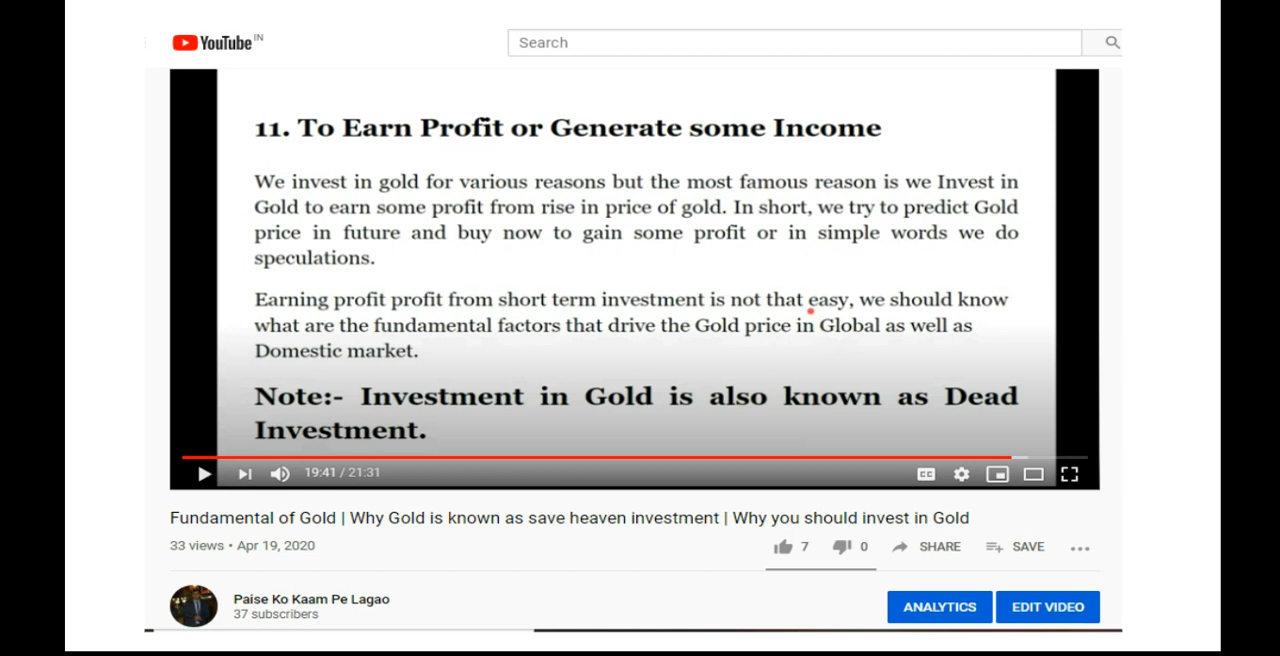 YouTube IN
Search
11. To Earn Profit or Generate some Income
We invest in gold for various reasons but the most famous reason is we Invest in
Gold to earn some profit from rise in price of gold. In short, we try to predict Gold
price in future and buy now to gain some profit or in simple words we do
speculations.
Earning profit profit from short term investment is not that easy, we should know
what are the fundamental factors that drive the Gold price in Global as well as
Domestic market.
Note:- Investment in Gold is also known as Dead
Investment.
19:41 / 21:31
CC
Fundamental of Gold | Why Gold is known as save heaven investment | Why you should invest in Gold
33 views • Apr 19, 2020
7 0 SHARE SAVE
Paise Ko Kaam Pe Lagao
37 subscribers
ANALYTICS EDIT VIDEO